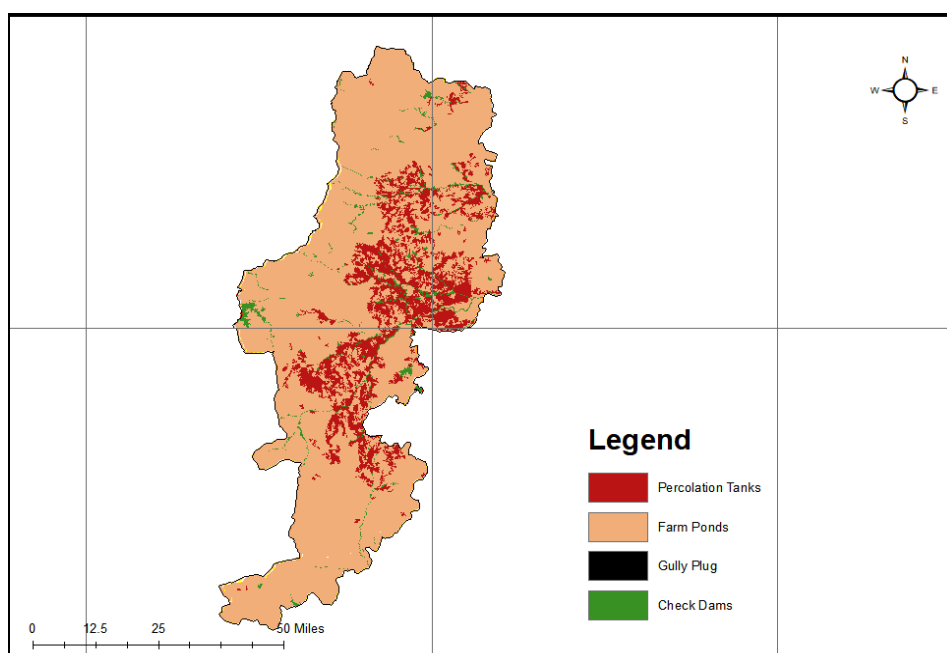 N
W E
S
Legend
Percolation Tanks
Farm Ponds
Gully Plug
Check Dams
0 12.5 25 50 Miles